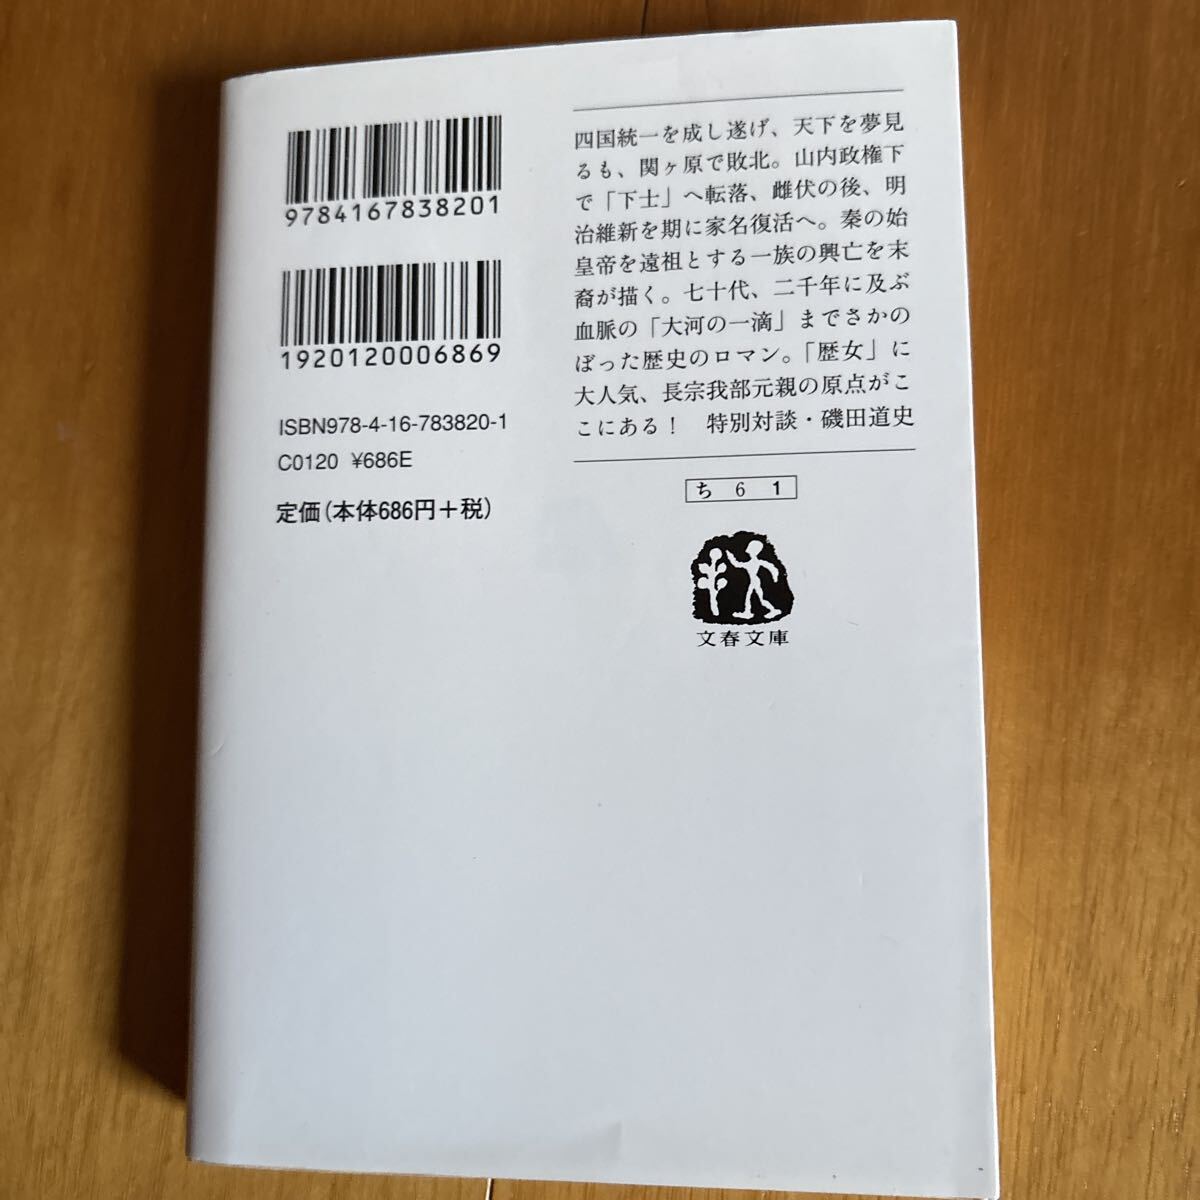 9784167838201
1920120006869
ISBN978-4-16-783820-1
C0120 ¥686E
定価(本体686円+税)
四国統一を成し遂げ、天下を夢見
るも、関ヶ原で敗北。山内政権下
で「下士」へ転落、雌伏の後、明
治維新を期に家名復活へ。秦の始
皇帝を遠祖とする一族の興亡を末
裔が描く。七十代、二千年に及ぶ
血脈の「大河の一滴」までさかの
ぼった歴史のロマン。「歴女」に
大人気、長宗我部元親の原点がこ
こにある! 特別対談・磯田道史
ち 6 1
文春文庫